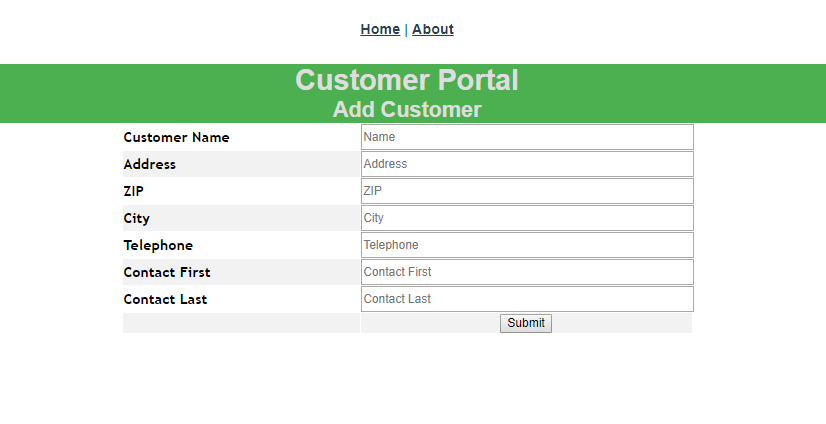 Home | About
Customer Portal
Add Customer
Customer Name Name
Address Address
ZIP ZIP
City City
Telephone Telephone
Contact First Contact First
Contact Last Contact Last
Submit